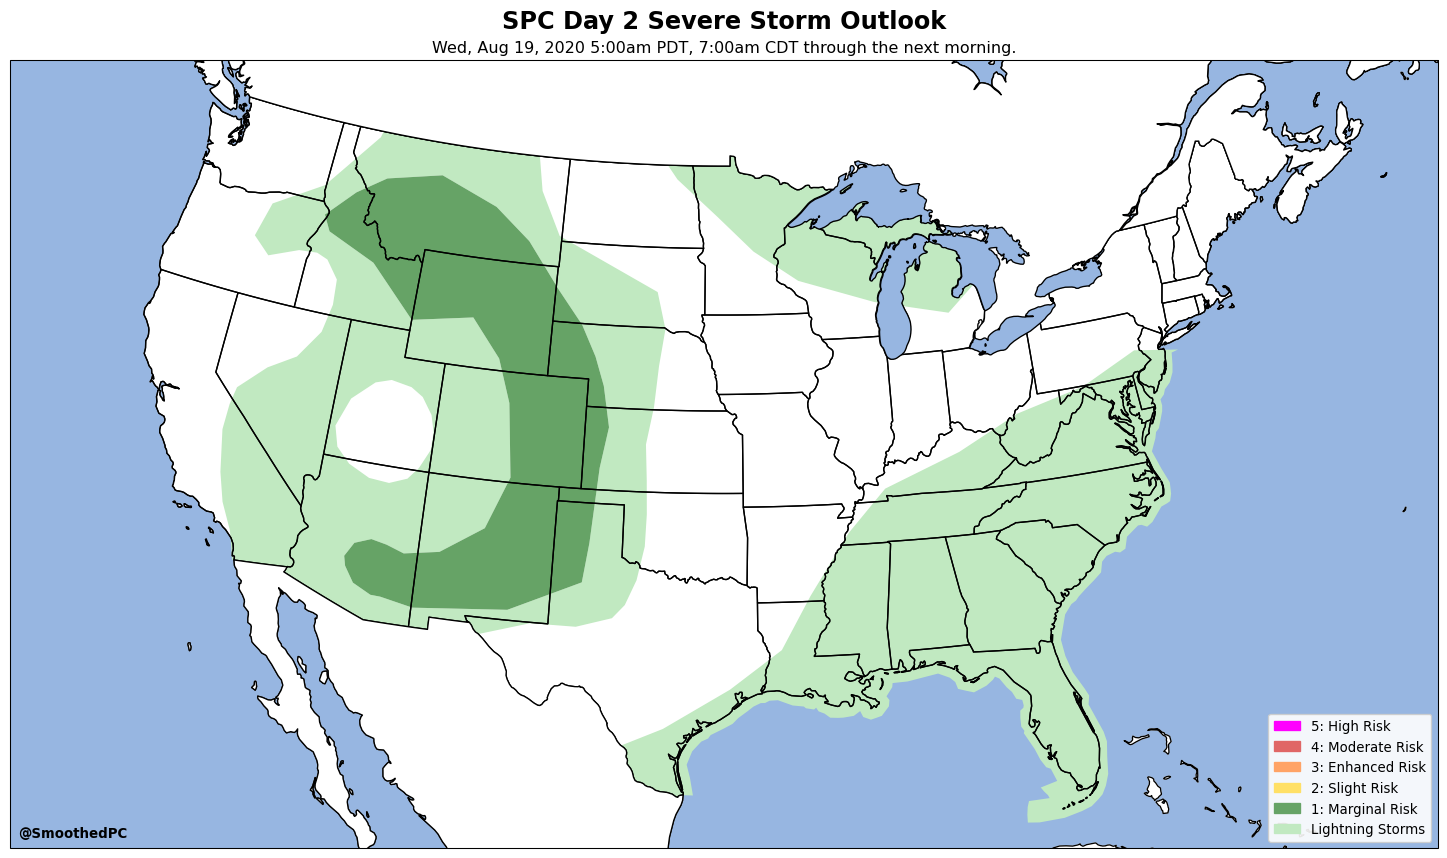 SPC Day 2 Severe Storm Outlook
Wed, Aug 19, 2020 5:00am PDT, 7:00am CDT through the next morning.
5: High Risk
4: Moderate Risk
3: Enhanced Risk
2: Slight Risk
1: Marginal Risk
Lightning Storms
@SmoothedPC